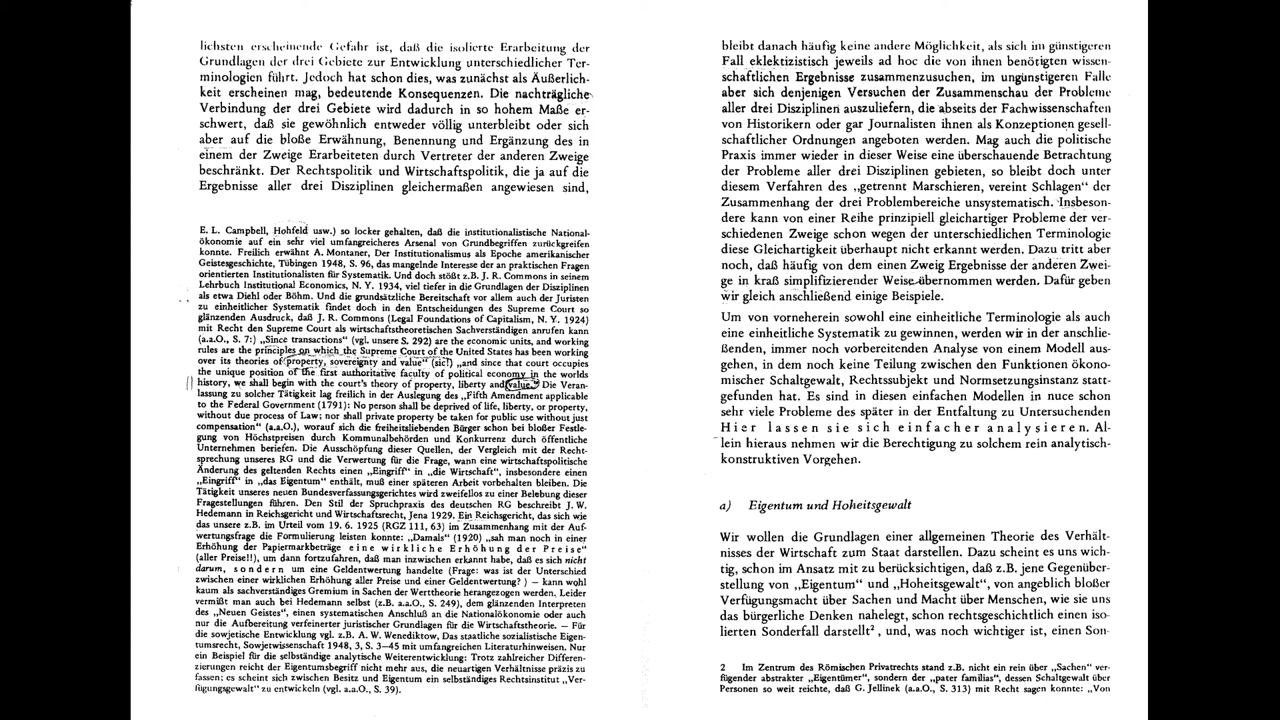 lichsten erscheinende Gefahr ist, daß die isolierte Erarbeitung der
Grundlagen der drei Gebiete zur Entwicklung unterschiedlicher Ter-
minologien führt. Jedoch hat schon dies, was zunächst als Äußerlich-
keit erscheinen mag, bedeutende Konsequenzen. Die nachträgliche
Verbindung der drei Gebiete wird dadurch in so hohem Maße er-
schwert, daß sie gewöhnlich entweder völlig unterbleibt oder sich
aber auf die bloße Erwähnung, Benennung und Ergänzung des in
einem der Zweige Erarbeiteten durch Vertreter der anderen Zweige
beschränkt. Der Rechtspolitik und Wirtschaftspolitik, die ja auf die
Ergebnisse aller drei Disziplinen gleichermaßen angewiesen sind,
E. L. Campbell, Hohfeld usw.) so locker gehalten, daß die institutionalistische National-
ökonomie auf ein sehr viel umfangreicheres Arsenal von Grundbegriffen zurückgreifen
konnte. Freilich erwähnt A. Montaner, Der Institutionalismus als Epoche amerikanischer
Geistesgeschichte, Tübingen 1948, S. 96, das mangelnde Interesse der an praktischen Fragen
orientierten Institutionalisten für Systematik. Und doch stößt z.B. J. R. Commons in seinem
Lehrbuch Institutional Economics, N. Y. 1934, viel tiefer in die Grundlagen der Disziplinen
als etwa Diehl oder Böhm. Und die grundsätzliche Bereitschaft vor allem auch der Juristen
zu einheitlicher Systematik findet doch in den Entscheidungen des Supreme Court so
glänzenden Ausdruck, daß J. R. Commons (Legal Foundations of Capitalism, N. Y. 1924)
mit Recht den Supreme Court als wirtschaftstheoretischen Sachverständigen anrufen kann
(a.a.O., S. 7:) „Since transactions“ (vgl. unsere S. 292) are the economic units, and working
rules are the principles on which the Supreme Court of the United States has been working
over its theories of property, sovereignty and value“ (sic!) „and since that court occupies
the unique position of the first authoritative faculty of political economy in the worlds
history, we shall begin with the court's theory of property, liberty and value.“ Die Veran-
lassung zu solcher Tätigkeit lag freilich in der Auslegung des „Fifth Amendment applicable
to the Federal Government (1791): No person shall be deprived of life, liberty, or property,
without due process of Law; nor shall private property be taken for public use without just
compensation“ (a.a.O.), worauf sich die freiheitsliebenden Bürger schon bei bloßer Festle-
gung von Höchstpreisen durch Kommunalbehörden und Konkurrenz durch öffentliche
Unternehmen beriefen. Die Ausschöpfung dieser Quellen, der Vergleich mit der Recht-
sprechung unseres RG und die Verwertung für die Frage, wann eine wirtschaftspolitische
Änderung des geltenden Rechts einen „Eingriff“ in „die Wirtschaft“, insbesondere einen
„Eingriff“ in „das Eigentum“ enthält, muß einer späteren Arbeit vorbehalten bleiben. Die
Tätigkeit unseres neuen Bundesverfassungsgerichtes wird zweifellos zu einer Belebung dieser
Fragestellungen führen. Den Stil der Spruchpraxis des deutschen RG beschreibt J. W.
Hedemann in Reichsgericht und Wirtschaftsrecht, Jena 1929. Ein Reichsgericht, das sich wie
das unsere z.B. im Urteil vom 19. 6. 1925 (RGZ 111, 63) im Zusammenhang mit der Auf-
wertungsfrage die Formulierung leisten konnte: „Damals“ (1920) „sah man noch in einer
Erhöhung der Papiermarkbeträge eine wirkliche Erhöhung der Preise“
(aller Preise!!), um dann fortzufahren, daß man inzwischen erkannt habe, daß es sich nicht
darum, sondern um eine Geldentwertung handelte (Frage: was ist der Unterschied
zwischen einer wirklichen Erhöhung aller Preise und einer Geldentwertung? ) — kann wohl
kaum als sachverständiges Gremium in Sachen der Werttheorie herangezogen werden. Leider
vermißt man auch bei Hedemann selbst (z.B. a.a.O., S. 249), dem glänzenden Interpreten
des „Neuen Geistes“, einen systematischen Anschluß an die Nationalökonomie oder auch
nur die Aufbereitung verfeinerter juristischer Grundlagen für die Wirtschaftstheorie. — Für
die sowjetische Entwicklung vgl. z.B. A. W. Wenediktow, Das staatliche sozialistische Eigen-
tumsrecht, Sowjetwissenschaft 1948, 3, S. 3—45 mit umfangreichen Literaturhinweisen. Nur
ein Beispiel für die selbständige analytische Weiterentwicklung: Trotz zahlreicher Differen-
zierungen reicht der Eigentumsbegriff nicht mehr aus, die neuartigen Verhältnisse präzis zu
fassen; es scheint sich zwischen Besitz und Eigentum ein selbständiges Rechtsinstitut „Ver-
fügungsgewalt“ zu entwickeln (vgl. a.a.O., S. 39).
bleibt danach häufig keine andere Möglichkeit, als sich im günstigeren
Fall eklektizistisch jeweils ad hoc die von ihnen benötigten wissen-
schaftlichen Ergebnisse zusammenzusuchen, im ungünstigeren Falle
aber sich denjenigen Versuchen der Zusammenschau der Probleme
aller drei Disziplinen auszuliefern, die abseits der Fachwissenschaften
von Historikern oder gar Journalisten ihnen als Konzeptionen gesell-
schaftlicher Ordnungen angeboten werden. Mag auch die politische
Praxis immer wieder in dieser Weise eine überschauende Betrachtung
der Probleme aller drei Disziplinen gebieten, so bleibt doch unter
diesem Verfahren des „getrennt Marschieren, vereint Schlagen“ der
Zusammenhang der drei Problembereiche unsystematisch. Insbeson-
dere kann von einer Reihe prinzipiell gleichartiger Probleme der ver-
schiedenen Zweige schon wegen der unterschiedlichen Terminologie
diese Gleichartigkeit überhaupt nicht erkannt werden. Dazu tritt aber
noch, daß häufig von dem einen Zweig Ergebnisse der anderen Zwei-
ge in kraß simplifizierender Weise übernommen werden. Dafür geben
wir gleich anschließend einige Beispiele.
Um von vorneherein sowohl eine einheitliche Terminologie als auch
eine einheitliche Systematik zu gewinnen, werden wir in der anschlie-
ßenden, immer noch vorbereitenden Analyse von einem Modell aus-
gehen, in dem noch keine Teilung zwischen den Funktionen ökono-
mischer Schaltgewalt, Rechtssubjekt und Normsetzungsinstanz statt-
gefunden hat. Es sind in diesen einfachen Modellen in nuce schon
sehr viele Probleme des später in der Entfaltung zu Untersuchenden
Hier lassen sie sich einfacher analysieren. Al-
lein hieraus nehmen wir die Berechtigung zu solchem rein analytisch-
konstruktiven Vorgehen.
a) Eigentum und Hoheitsgewalt
Wir wollen die Grundlagen einer allgemeinen Theorie des Verhält-
nisses der Wirtschaft zum Staat darstellen. Dazu scheint es uns wich-
tig, schon im Ansatz mit zu berücksichtigen, daß z.B. jene Gegenüber-
stellung von „Eigentum“ und „Hoheitsgewalt“, von angeblich bloßer
Verfügungsmacht über Sachen und Macht über Menschen, wie sie uns
das bürgerliche Denken nahelegt, schon rechtsgeschichtlich einen iso-
lierten Sonderfall darstellt², und, was noch wichtiger ist, einen Son-
2 Im Zentrum des Römischen Privatrechts stand z.B. nicht ein rein über „Sachen“ ver-
fügender abstrakter „Eigentümer“, sondern der „pater familias“, dessen Schaltgewalt über
Personen so weit reichte, daß G. Jellinek (a.a.O., S. 313) mit Recht sagen konnte: „Von